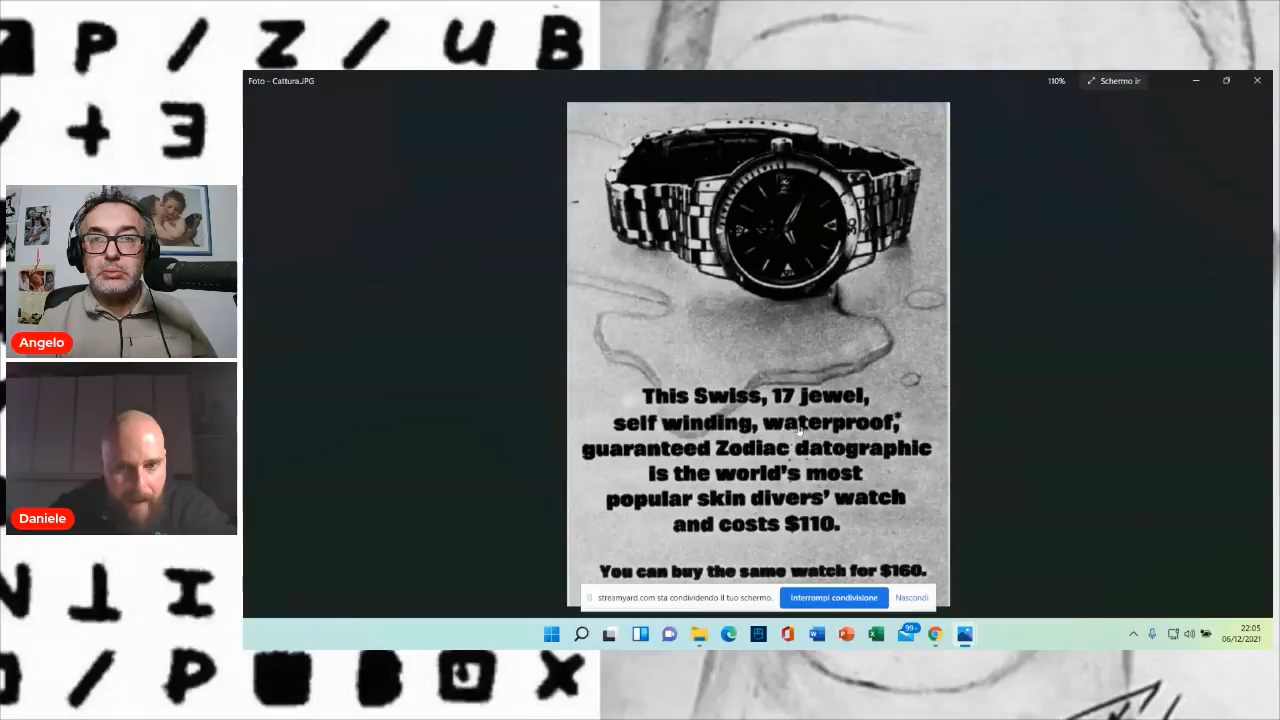 P / Z / U B
+ 3
Foto - Cattura.JPG
110%
Schermo in
This Swiss, 17 jewel,
self winding, waterproof,*
guaranteed Zodiac datographic
is the world's most
popular skin divers' watch
and costs $110.
You can buy the same watch for $160.
streamyard.com sta condividendo il tuo schermo.
Interrompi condivisione
Nascondi
Angelo
Daniele
99+
22:05
06/12/2021
/ P
X